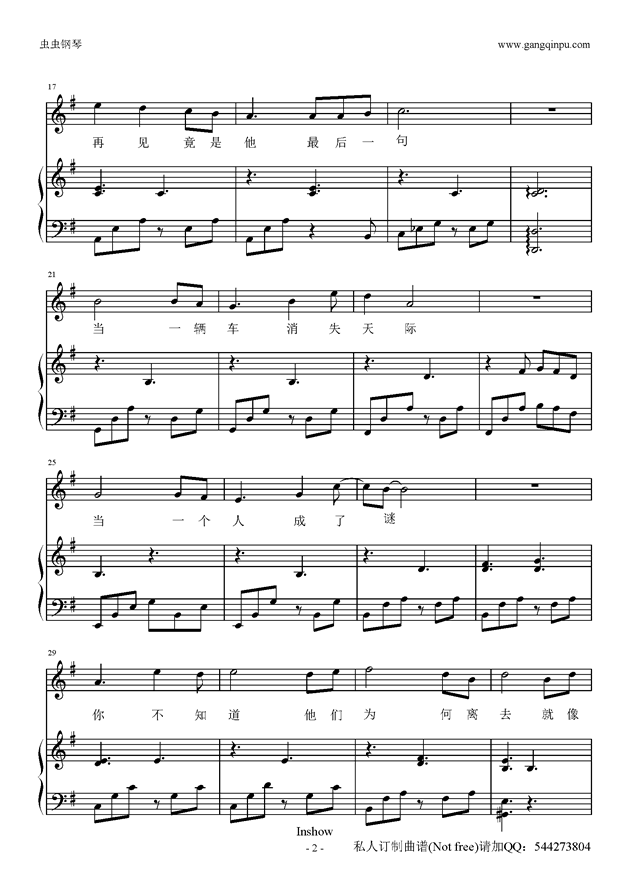 虫虫钢琴 www.gangqinpu.com
17
再 见 竟 是 他 最 后 一 句
21
当 一 辆 车 消 失 天 际
25
当 一 个 人 成 了 谜
29
你 不 知 道 他 们 为 何 离 去 就 像
Inshow
- 2 - 私人订制曲谱(Not free)请加QQ：544273804